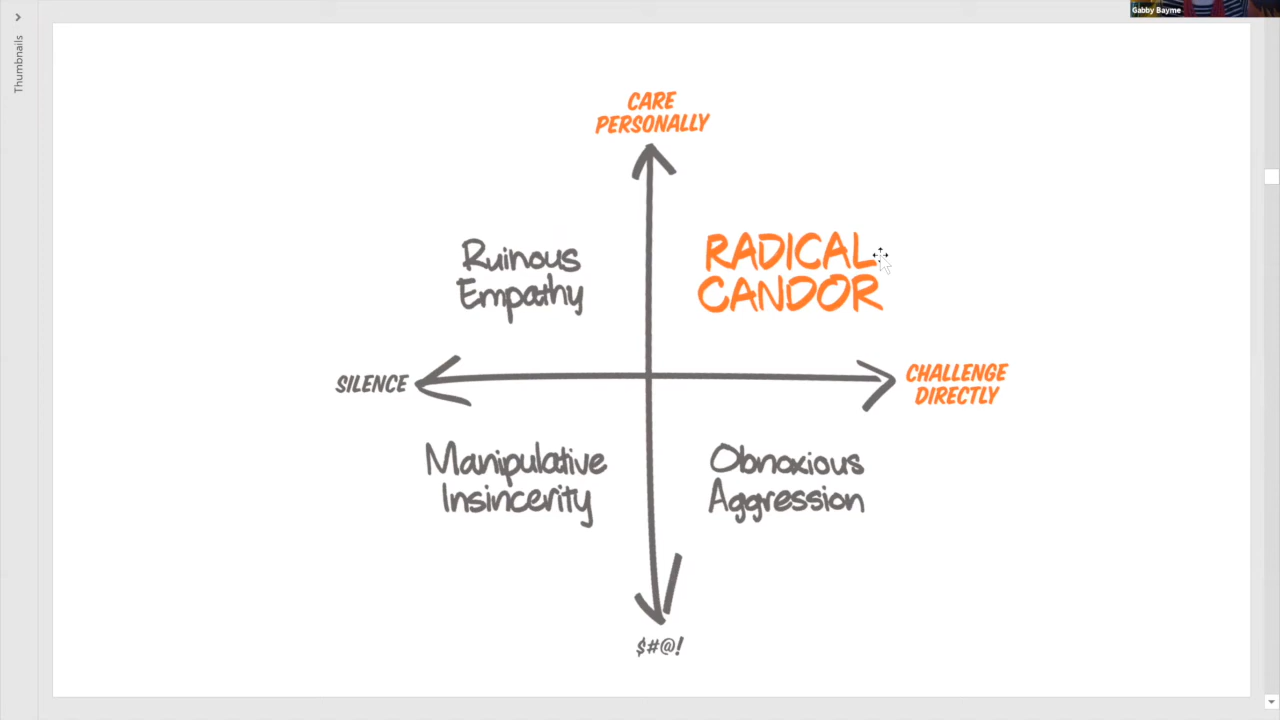 Gabby Bayme
Thumbnails
CARE
PERSONALLY
Ruinous
Empathy
RADICAL
CANDOR
SILENCE
CHALLENGE
DIRECTLY
Manipulative
Insincerity
Obnoxious
Aggression
$#@!